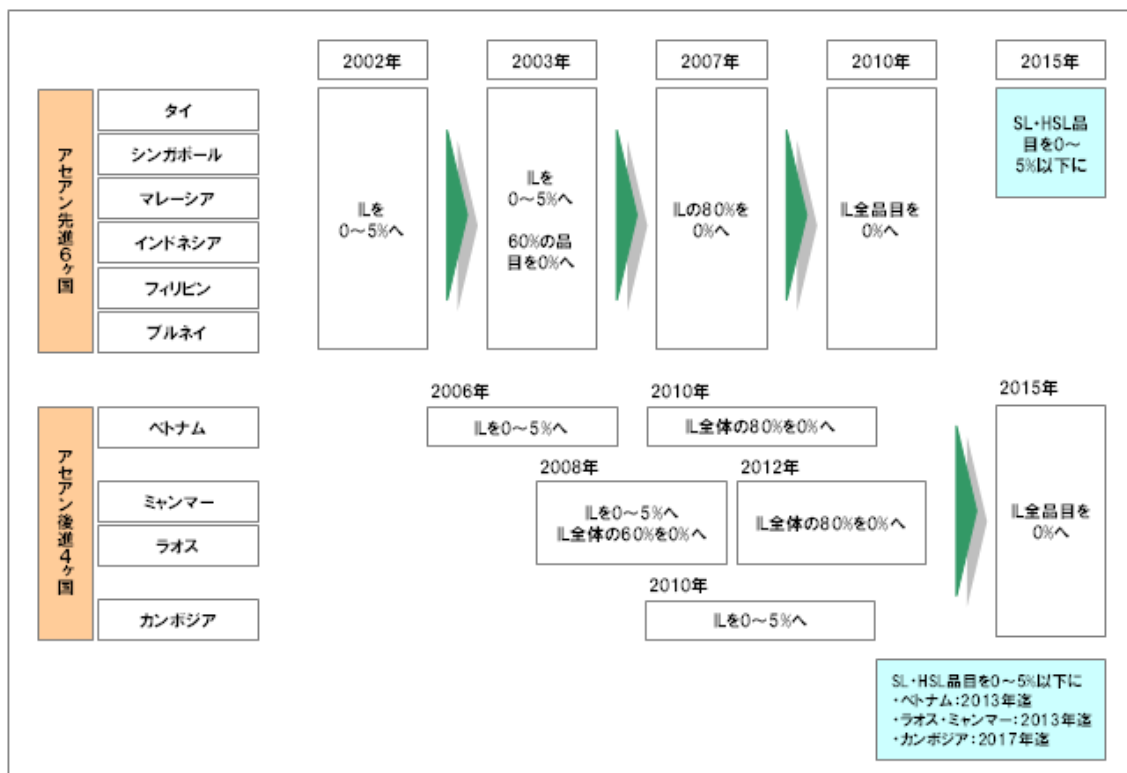 2002年
2003年
2007年
2010年
2015年
アセアン先進6ヶ国
タイ
シンガポール
マレーシア
インドネシア
フィリピン
ブルネイ
ILを
0～5%へ
ILを
0～5%へ
60%の品
目を0%へ
ILの80%を
0%へ
IL全品目を
0%へ
SL・HSL品
目を0～
5%以下に
アセアン後進4ヶ国
ベトナム
ミャンマー
ラオス
カンボジア
2006年
ILを0～5%へ
2010年
IL全体の80%を0%へ
2008年
ILを0～5%へ
IL全体の60%を0%へ
2012年
IL全体の80%を0%へ
2010年
ILを0～5%へ
2015年
IL全品目を
0%へ
SL・HSL品目を0～5%以下に
・ベトナム：2013年迄
・ラオス・ミャンマー：2013年迄
・カンボジア：2017年迄